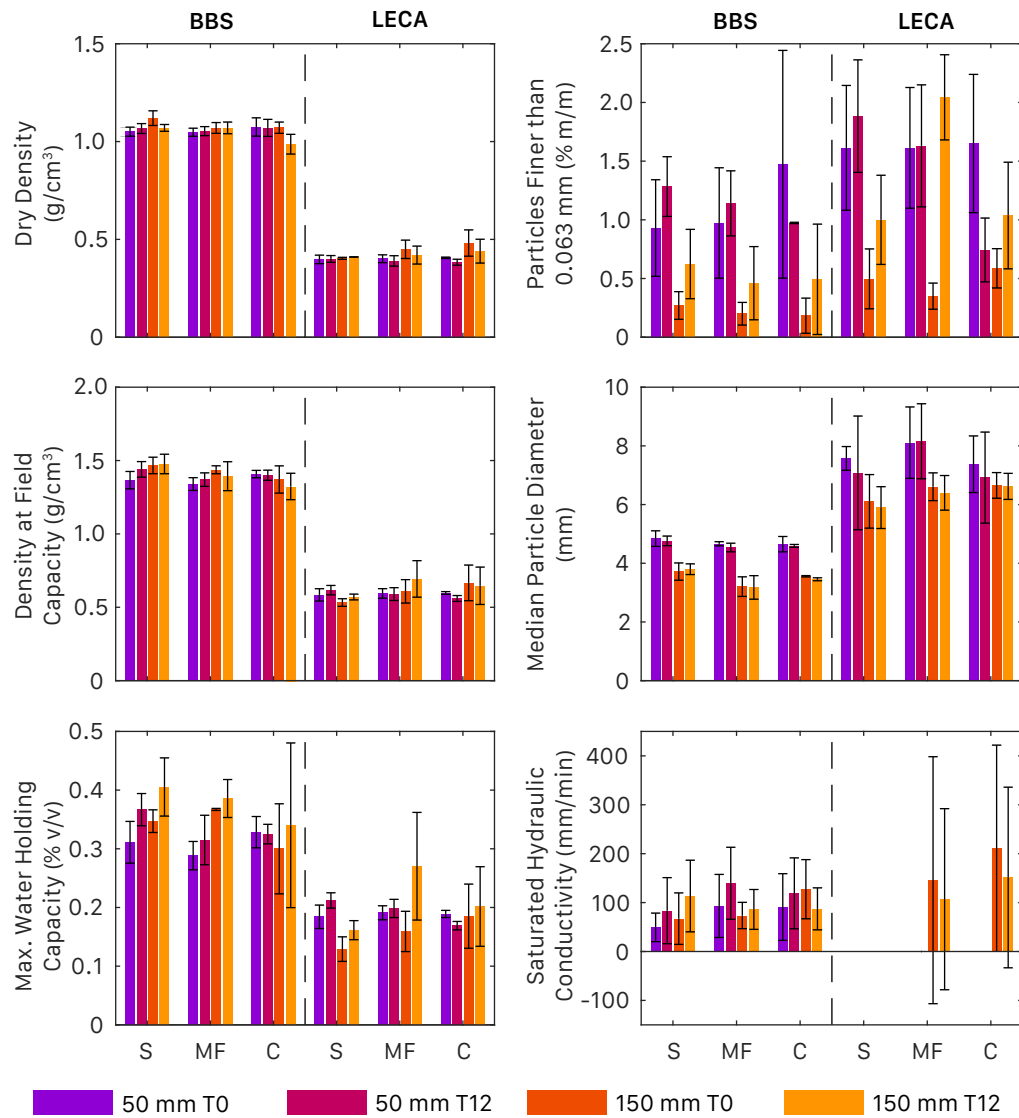 BBS LECA BBS LECA
Dry Density
(g/cm³)
1.5
1.0
0.5
0
Particles Finer than
0.063 mm (% m/m)
2.5
2.0
1.5
1.0
0.5
0
Density at Field
Capacity (g/cm³)
2.0
1.5
1.0
0.5
0
Median Particle Diameter
(mm)
10
8
6
4
2
0
Max. Water Holding
Capacity (% v/v)
0.5
0.4
0.3
0.2
0.1
0
S MF C S MF C
Saturated Hydraulic
Conductivity (mm/min)
400
300
200
100
0
-100
S MF C S MF C
50 mm T0 50 mm T12 150 mm T0 150 mm T12